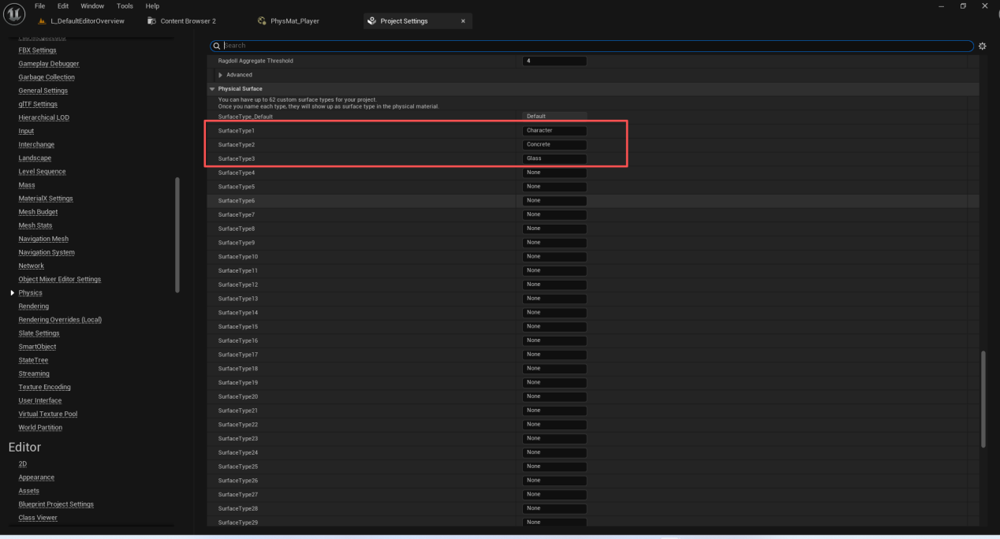 File Edit Window Tools Help
L_DefaultEditorOverview Content Browser 2 PhysMat_Player Project Settings
FBX Settings
Gameplay Debugger
Garbage Collection
General Settings
glTF Settings
Hierarchical LOD
Input
Interchange
Landscape
Level Sequence
Mass
MaterialX Settings
Mesh Budget
Mesh Stats
Navigation Mesh
Navigation System
Network
Object Mixer Editor Settings
Physics
Rendering
Rendering Overrides (Local)
Slate Settings
SmartObject
StateTree
Streaming
Texture Encoding
User Interface
Virtual Texture Pool
World Partition
Editor
2D
Appearance
Assets
Blueprint Project Settings
Class Viewer
Search
Ragdoll Aggregate Threshold 4
Advanced
Physical Surface
You can have up to 62 custom surface types for your project.
Once you name each type, they will show up as surface type in the physical material.
SurfaceType_Default Default
SurfaceType1 Character
SurfaceType2 Concrete
SurfaceType3 Glass
SurfaceType4 None
SurfaceType5 None
SurfaceType6 None
SurfaceType7 None
SurfaceType8 None
SurfaceType9 None
SurfaceType10 None
SurfaceType11 None
SurfaceType12 None
SurfaceType13 None
SurfaceType14 None
SurfaceType15 None
SurfaceType16 None
SurfaceType17 None
SurfaceType18 None
SurfaceType19 None
SurfaceType20 None
SurfaceType21 None
SurfaceType22 None
SurfaceType23 None
SurfaceType24 None
SurfaceType25 None
SurfaceType26 None
SurfaceType27 None
SurfaceType28 None
SurfaceType29 None